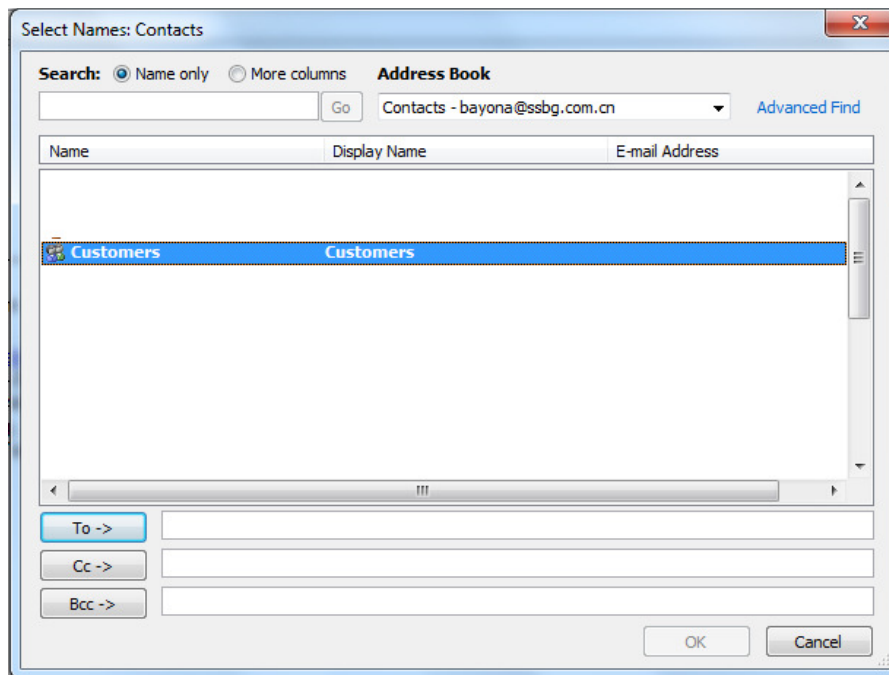 Select Names: Contacts
Search: Name only More columns Address Book
Go Contacts - bayona@ssbg.com.cn Advanced Find
Name Display Name E-mail Address
Customers Customers
To ->
Cc ->
Bcc ->
OK Cancel